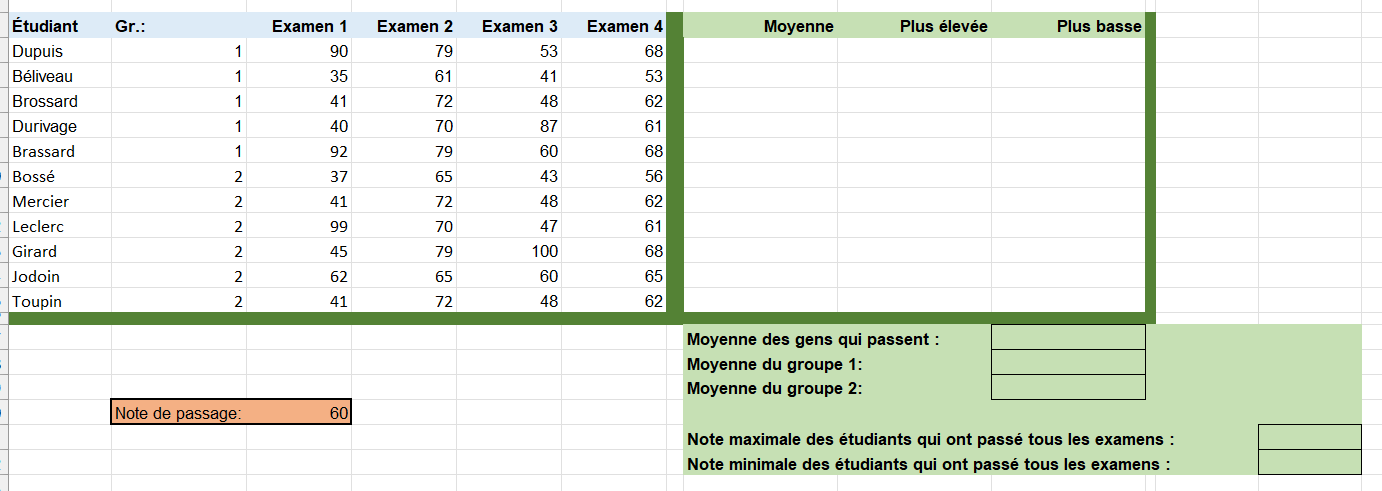 Étudiant Gr.: Examen 1 Examen 2 Examen 3 Examen 4 Moyenne Plus élevée Plus basse
Dupuis 1 90 79 53 68
Béliveau 1 35 61 41 53
Brossard 1 41 72 48 62
Durivage 1 40 70 87 61
Brassard 1 92 79 60 68
Bossé 2 37 65 43 56
Mercier 2 41 72 48 62
Leclerc 2 99 70 47 61
Girard 2 45 79 100 68
Jodoin 2 62 65 60 65
Toupin 2 41 72 48 62
Moyenne des gens qui passent :
Moyenne du groupe 1:
Moyenne du groupe 2:
Note de passage: 60
Note maximale des étudiants qui ont passé tous les examens :
Note minimale des étudiants qui ont passé tous les examens :